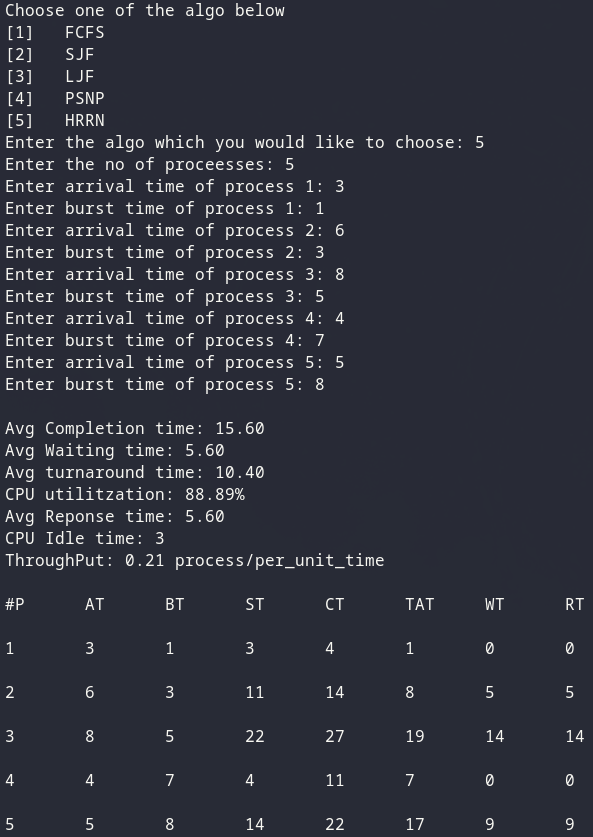 Choose one of the algo below
[1]   FCFS
[2]   SJF
[3]   LJF
[4]   PSNP
[5]   HRRN
Enter the algo which you would like to choose: 5
Enter the no of proceesses: 5
Enter arrival time of process 1: 3
Enter burst time of process 1: 1
Enter arrival time of process 2: 6
Enter burst time of process 2: 3
Enter arrival time of process 3: 8
Enter burst time of process 3: 5
Enter arrival time of process 4: 4
Enter burst time of process 4: 7
Enter arrival time of process 5: 5
Enter burst time of process 5: 8
Avg Completion time: 15.60
Avg Waiting time: 5.60
Avg turnaround time: 10.40
CPU utilitzation: 88.89%
Avg Reponse time: 5.60
CPU Idle time: 3
ThroughPut: 0.21 process/per_unit_time
#P      AT      BT      ST      CT      TAT     WT      RT
1       3       1       3       4       1       0       0
2       6       3       11      14      8       5       5
3       8       5       22      27      19      14      14
4       4       7       4       11      7       0       0
5       5       8       14      22      17      9       9